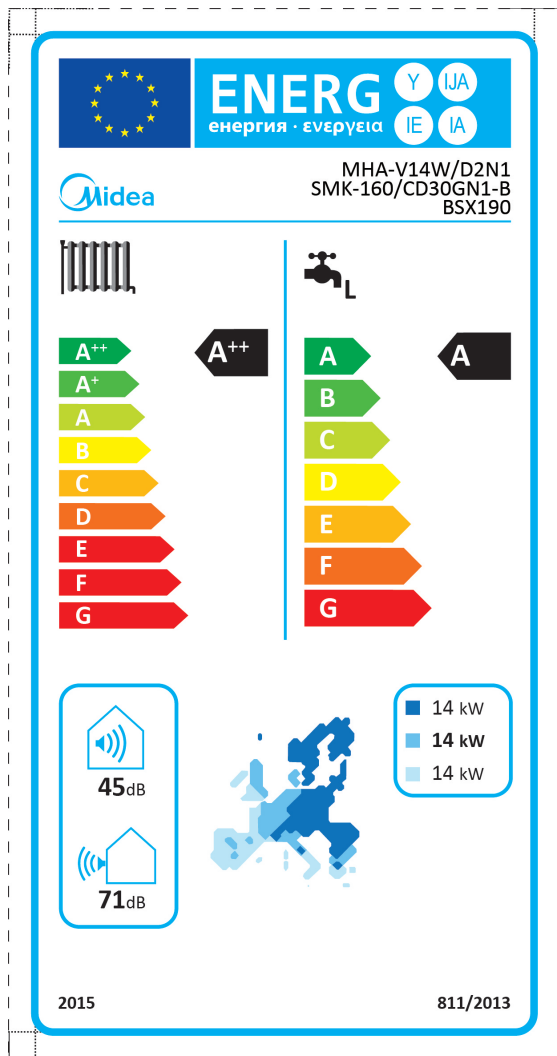 ENERG
енергия · ενεργεια
Y IJA
IE IA
Midea
MHA-V14W/D2N1
SMK-160/CD30GN1-B
BSX190
L
A++
A+
A
B
C
D
E
F
G
A++
A
B
C
D
E
F
G
A
45dB
71dB
14 kW
14 kW
14 kW
2015
811/2013